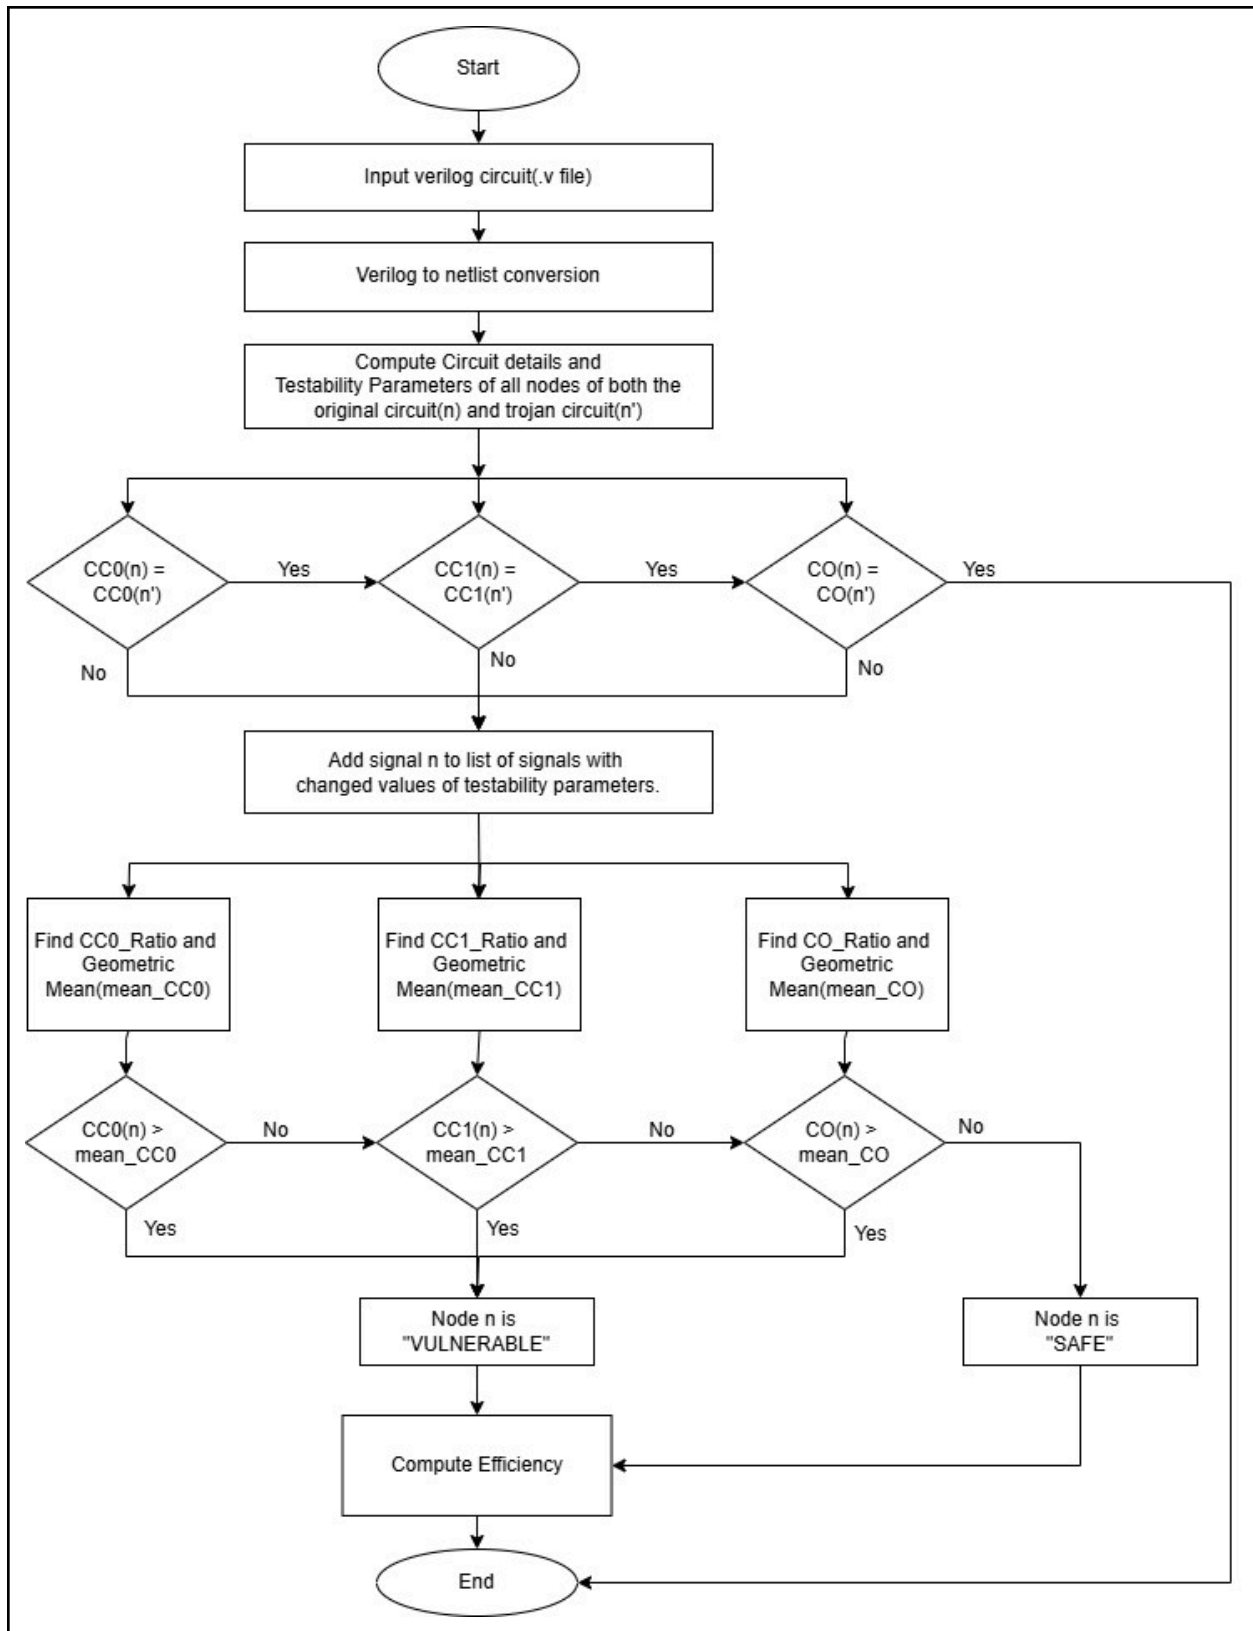 Start
Input verilog circuit(.v file)
Verilog to netlist conversion
Compute Circuit details and
Testability Parameters of all nodes of both the
original circuit(n) and trojan circuit(n')
CC0(n) =
CC0(n')
Yes
CC1(n) =
CC1(n')
Yes
CO(n) =
CO(n')
Yes
No
No
No
Add signal n to list of signals with
changed values of testability parameters.
Find CC0_Ratio and
Geometric
Mean(mean_CC0)
Find CC1_Ratio and
Geometric
Mean(mean_CC1)
Find CO_Ratio and
Geometric
Mean(mean_CO)
CC0(n) >
mean_CC0
No
CC1(n) >
mean_CC1
No
CO(n) >
mean_CO
No
Yes
Yes
Yes
Node n is
"VULNERABLE"
Node n is
"SAFE"
Compute Efficiency
End